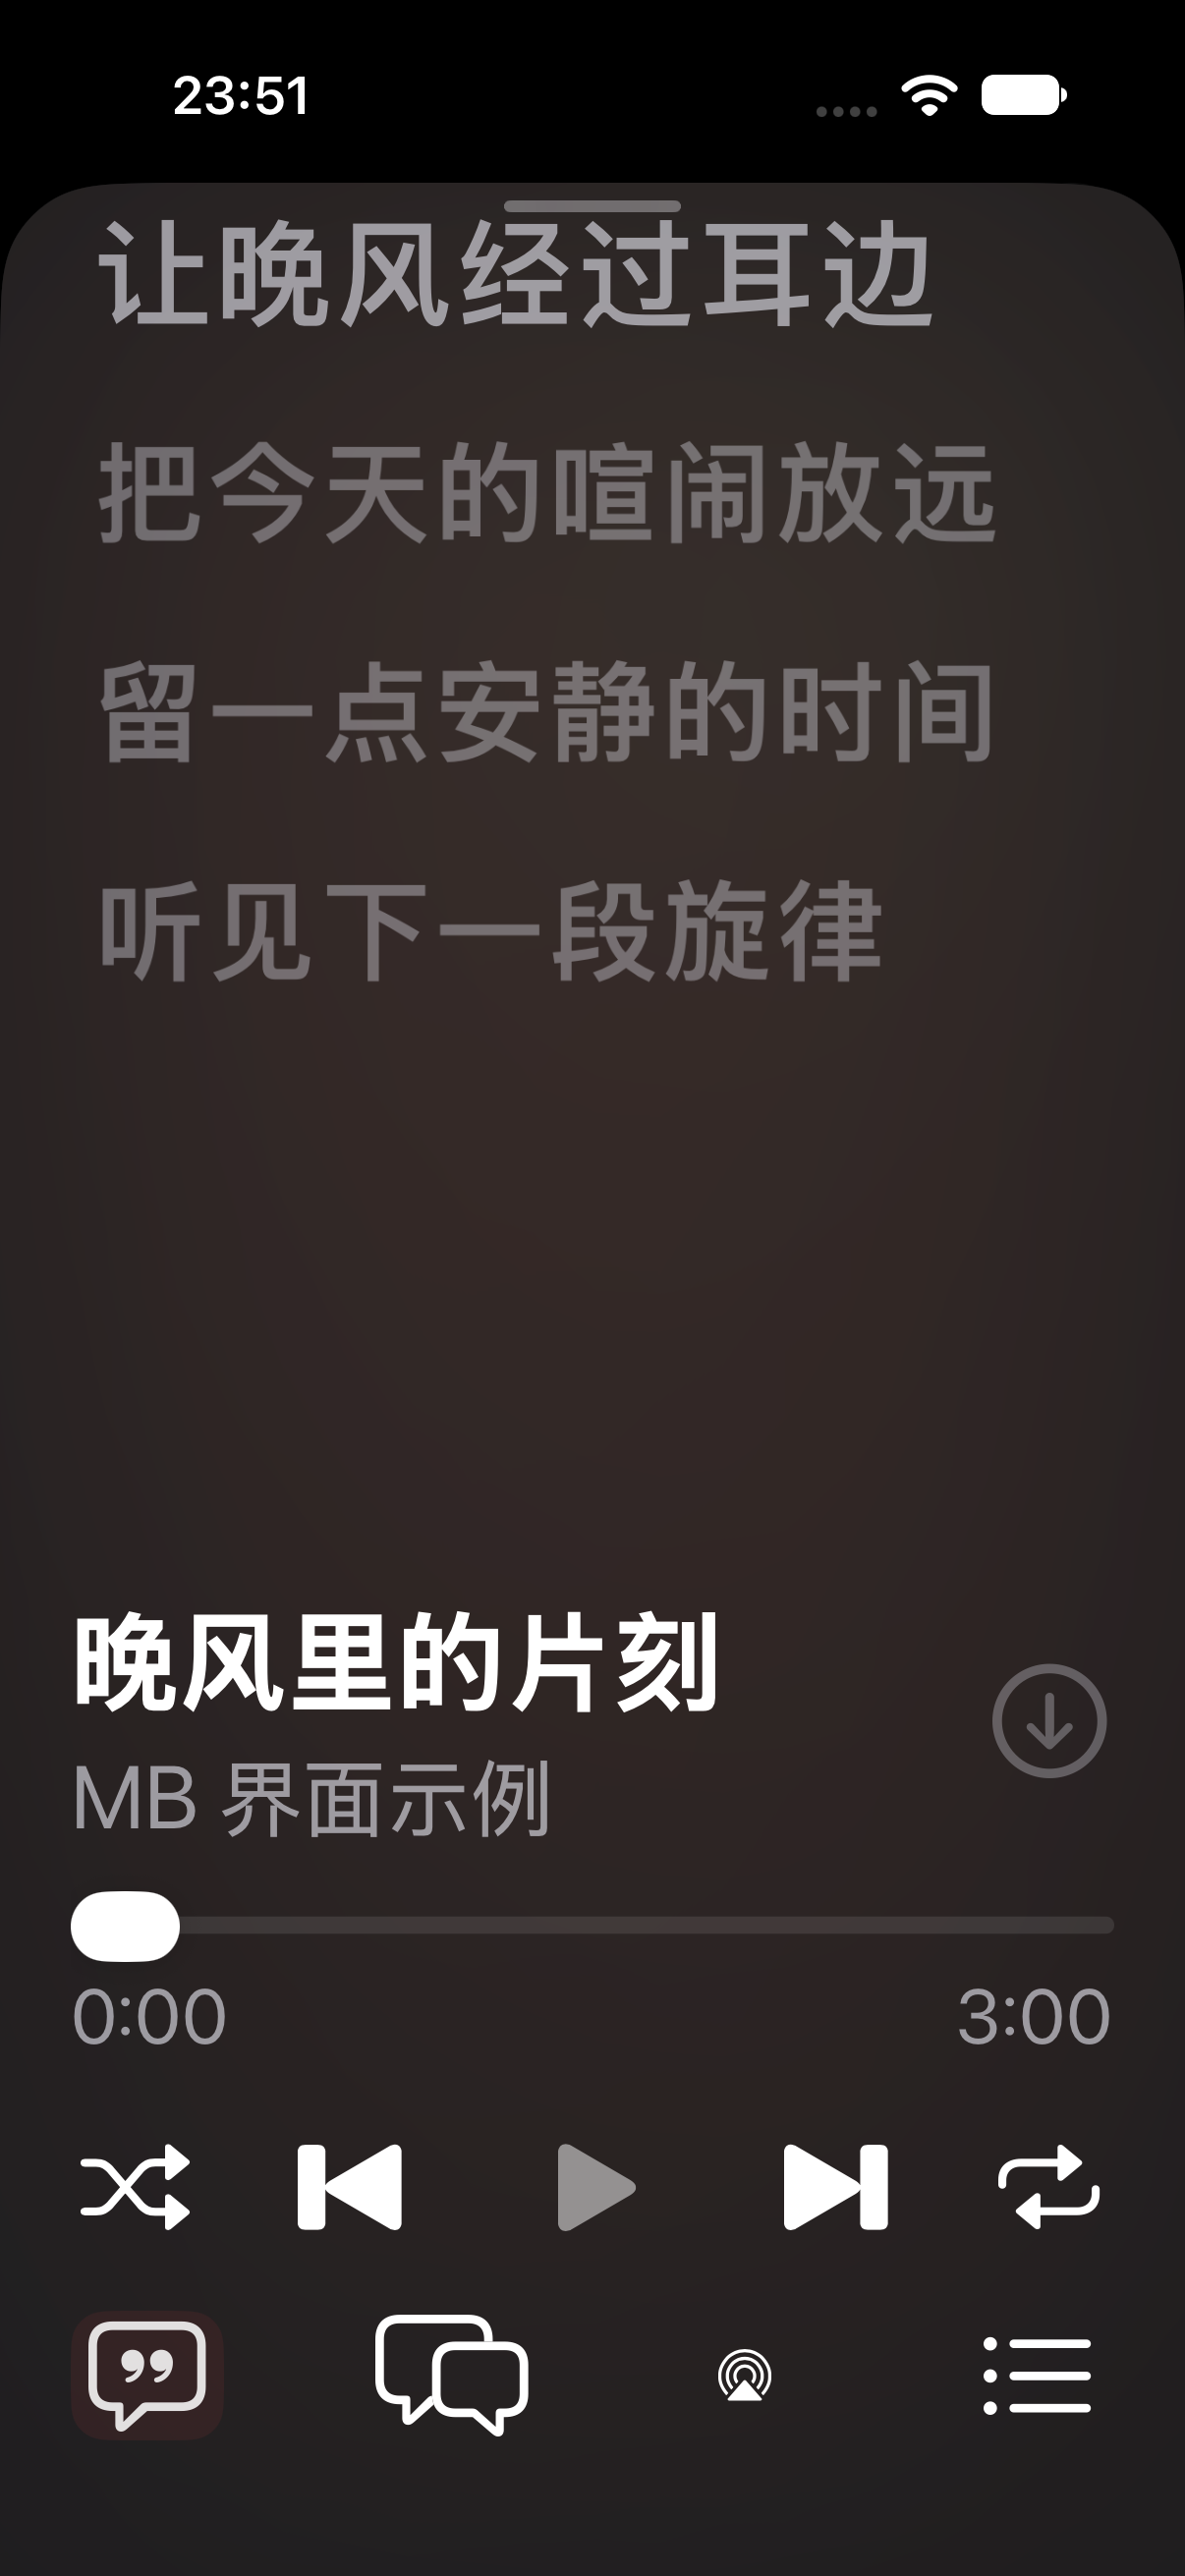 23:51
让晚风经过耳边
把今天的喧闹放远
留一点安静的时间
听见下一段旋律
晚风里的片刻
MB 界面示例
0:00
3:00